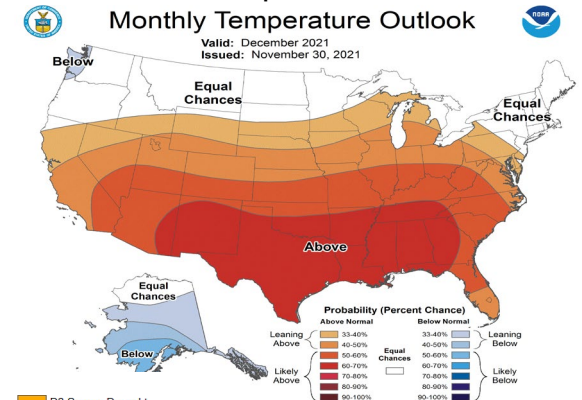 Monthly Temperature Outlook
NOAA
Valid: December 2021
Issued: November 30, 2021
Below
Equal
Chances
Equal
Chances
Above
Equal
Chances
Below
Probability (Percent Chance)
Above Normal
Below Normal
Leaning
Above
33-40%
40-50%
50-60%
60-70%
70-80%
80-90%
90-100%
Likely
Above
Equal
Chances
33-40%
40-50%
50-60%
60-70%
70-80%
80-90%
90-100%
Leaning
Below
Likely
Below